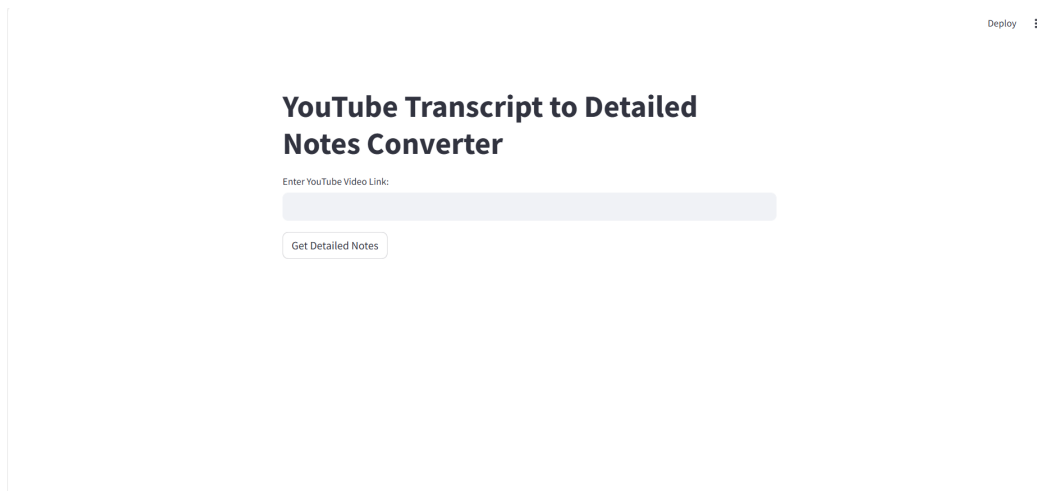 Deploy
YouTube Transcript to Detailed
Notes Converter
Enter YouTube Video Link:
Get Detailed Notes